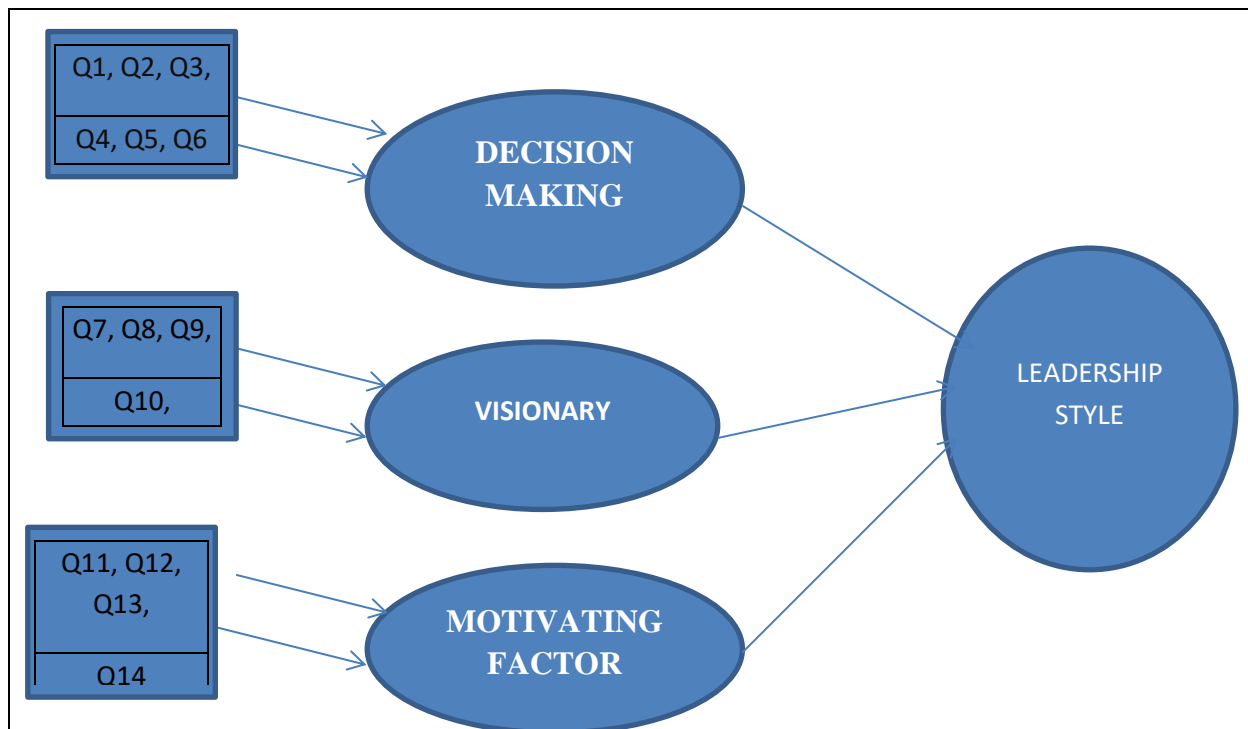 Q1, Q2, Q3,
Q4, Q5, Q6
DECISION
MAKING
Q7, Q8, Q9,
Q10,
VISIONARY
Q11, Q12,
Q13,
Q14
MOTIVATING
FACTOR
LEADERSHIP
STYLE